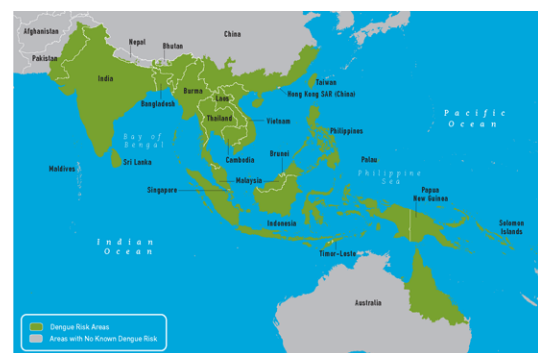 Afghanistan
China
Nepal
Bhutan
Pakistan
India
Burma
Laos
Taiwan
Hong Kong SAR (China)
Bangladesh
Thailand
Vietnam
Pacific
Ocean
Bay of
Bengal
Philippines
Brunei
Sri Lanka
Cambodia
Palau
Maldives
Malaysia
Philippine
Sea
Singapore
Papua
New Guinea
Indonesia
Solomon
Islands
Indian
Ocean
Timor-Leste
Australia
Dengue Risk Areas
Areas with No Known Dengue Risk